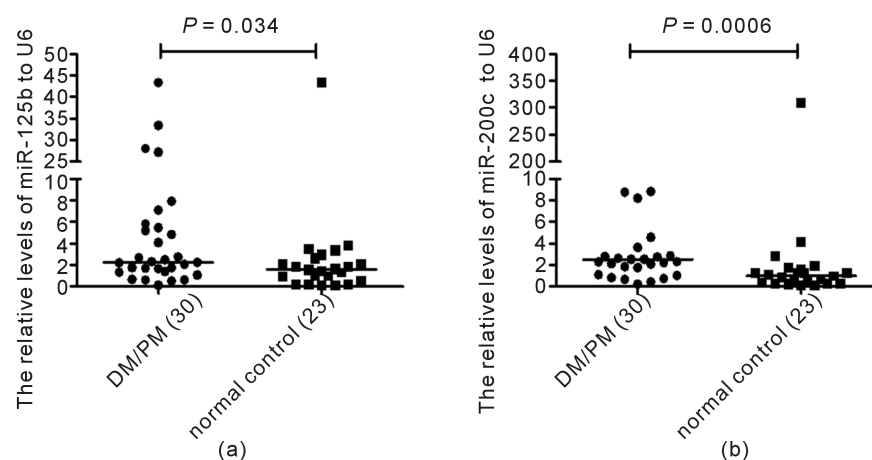 P = 0.034
The relative levels of miR-125b to U6
50
45
40
35
30
25
10
8
6
4
2
0
DM/PM (30)
normal control (23)
(a)
P = 0.0006
The relative levels of miR-200c to U6
400
350
300
250
200
10
8
6
4
2
0
DM/PM (30)
normal control (23)
(b)